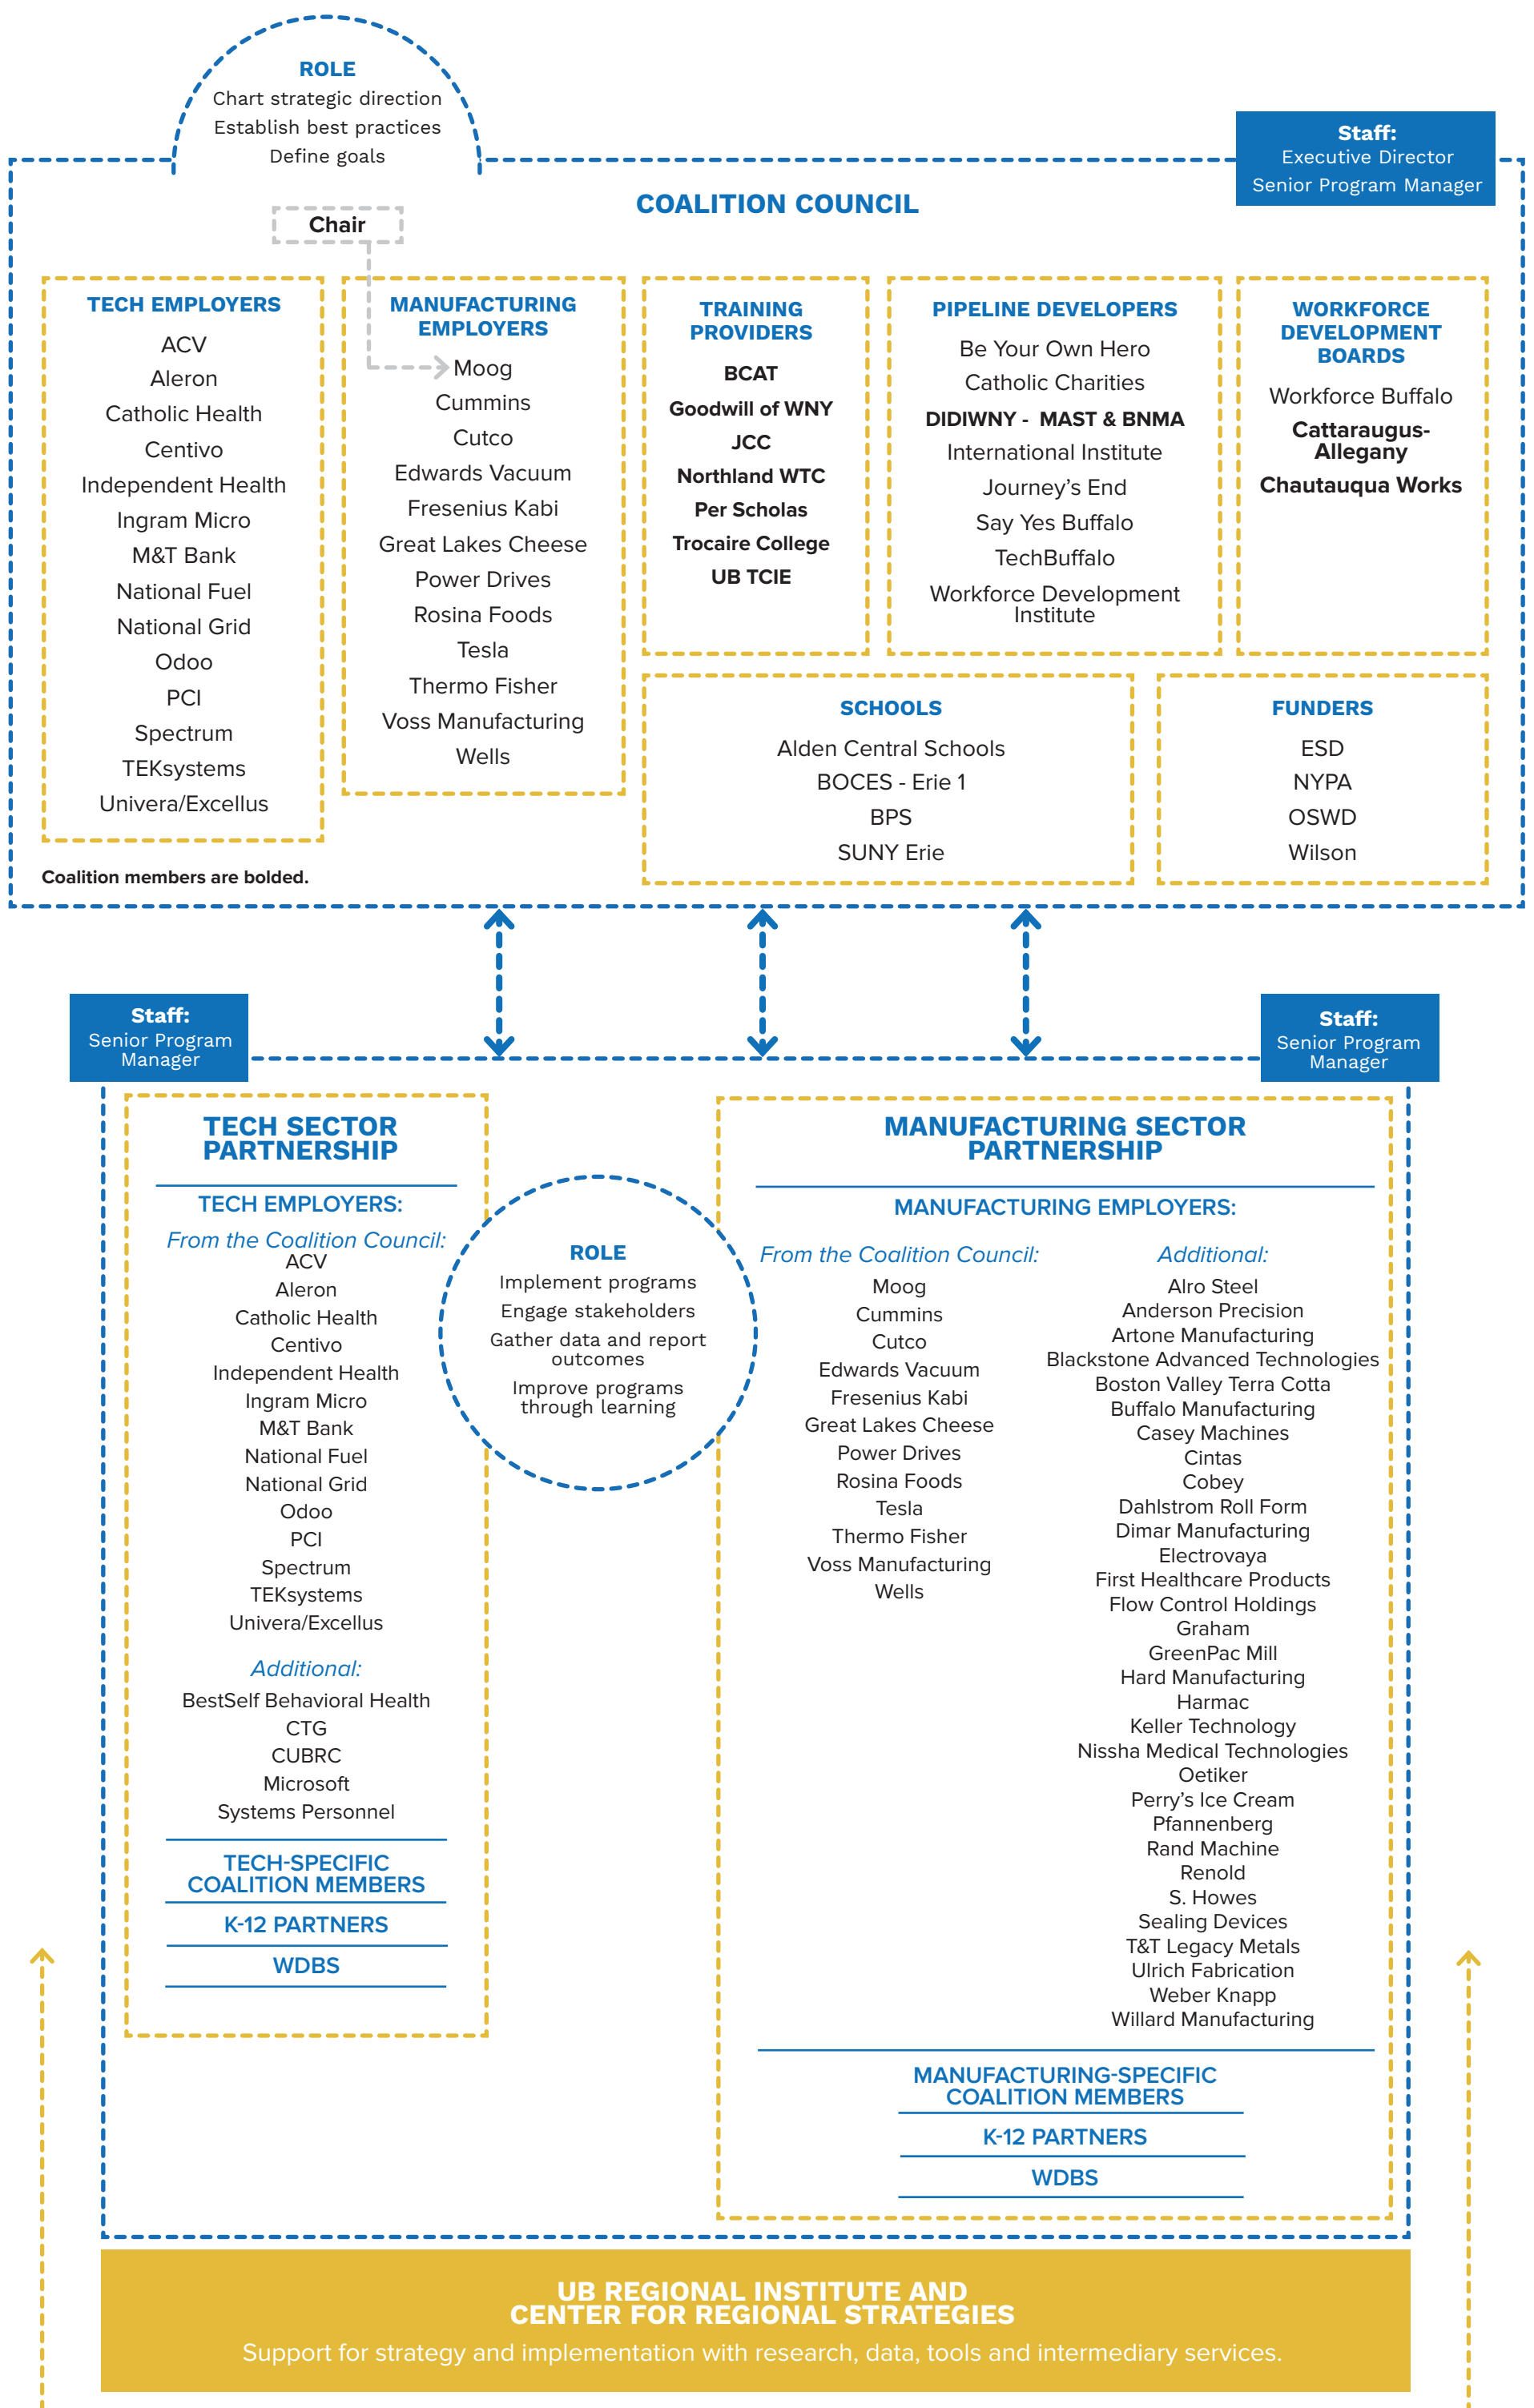 ROLE
Chart strategic direction
Establish best practices
Define goals
Staff:
Executive Director
Senior Program Manager
COALITION COUNCIL
Chair
TECH EMPLOYERS
ACV
Aleron
Catholic Health
Centivo
Independent Health
Ingram Micro
M&T Bank
National Fuel
National Grid
Odoo
PCI
Spectrum
TEKsystems
Univera/Excellus
MANUFACTURING
EMPLOYERS
Moog
Cummins
Cutco
Edwards Vacuum
Fresenius Kabi
Great Lakes Cheese
Power Drives
Rosina Foods
Tesla
Thermo Fisher
Voss Manufacturing
Wells
TRAINING
PROVIDERS
BCAT
Goodwill of WNY
JCC
Northland WTC
Per Scholas
Trocaire College
UB TCIE
PIPELINE DEVELOPERS
Be Your Own Hero
Catholic Charities
DIDIWNY - MAST & BNMA
International Institute
Journey's End
Say Yes Buffalo
TechBuffalo
Workforce Development
Institute
WORKFORCE
DEVELOPMENT
BOARDS
Workforce Buffalo
Cattaraugus-
Allegany
Chautauqua Works
SCHOOLS
Alden Central Schools
BOCES - Erie 1
BPS
SUNY Erie
FUNDERS
ESD
NYPA
OSWD
Wilson
Coalition members are bolded.
Staff:
Senior Program
Manager
Staff:
Senior Program
Manager
TECH SECTOR
PARTNERSHIP
TECH EMPLOYERS:
From the Coalition Council:
ACV
Aleron
Catholic Health
Centivo
Independent Health
Ingram Micro
M&T Bank
National Fuel
National Grid
Odoo
PCI
Spectrum
TEKsystems
Univera/Excellus
Additional:
BestSelf Behavioral Health
CTG
CUBRC
Microsoft
Systems Personnel
TECH-SPECIFIC
COALITION MEMBERS
K-12 PARTNERS
WDBS
ROLE
Implement programs
Engage stakeholders
Gather data and report
outcomes
Improve programs
through learning
MANUFACTURING SECTOR
PARTNERSHIP
MANUFACTURING EMPLOYERS:
From the Coalition Council:
Moog
Cummins
Cutco
Edwards Vacuum
Fresenius Kabi
Great Lakes Cheese
Power Drives
Rosina Foods
Tesla
Thermo Fisher
Voss Manufacturing
Wells
Additional:
Alro Steel
Anderson Precision
Artone Manufacturing
Blackstone Advanced Technologies
Boston Valley Terra Cotta
Buffalo Manufacturing
Casey Machines
Cintas
Cobey
Dahlstrom Roll Form
Dimar Manufacturing
Electrovaya
First Healthcare Products
Flow Control Holdings
Graham
GreenPac Mill
Hard Manufacturing
Harmac
Keller Technology
Nissha Medical Technologies
Oetiker
Perry's Ice Cream
Pfannenberg
Rand Machine
Renold
S. Howes
Sealing Devices
T&T Legacy Metals
Ulrich Fabrication
Weber Knapp
Willard Manufacturing
MANUFACTURING-SPECIFIC
COALITION MEMBERS
K-12 PARTNERS
WDBS
UB REGIONAL INSTITUTE AND
CENTER FOR REGIONAL STRATEGIES
Support for strategy and implementation with research, data, tools and intermediary services.